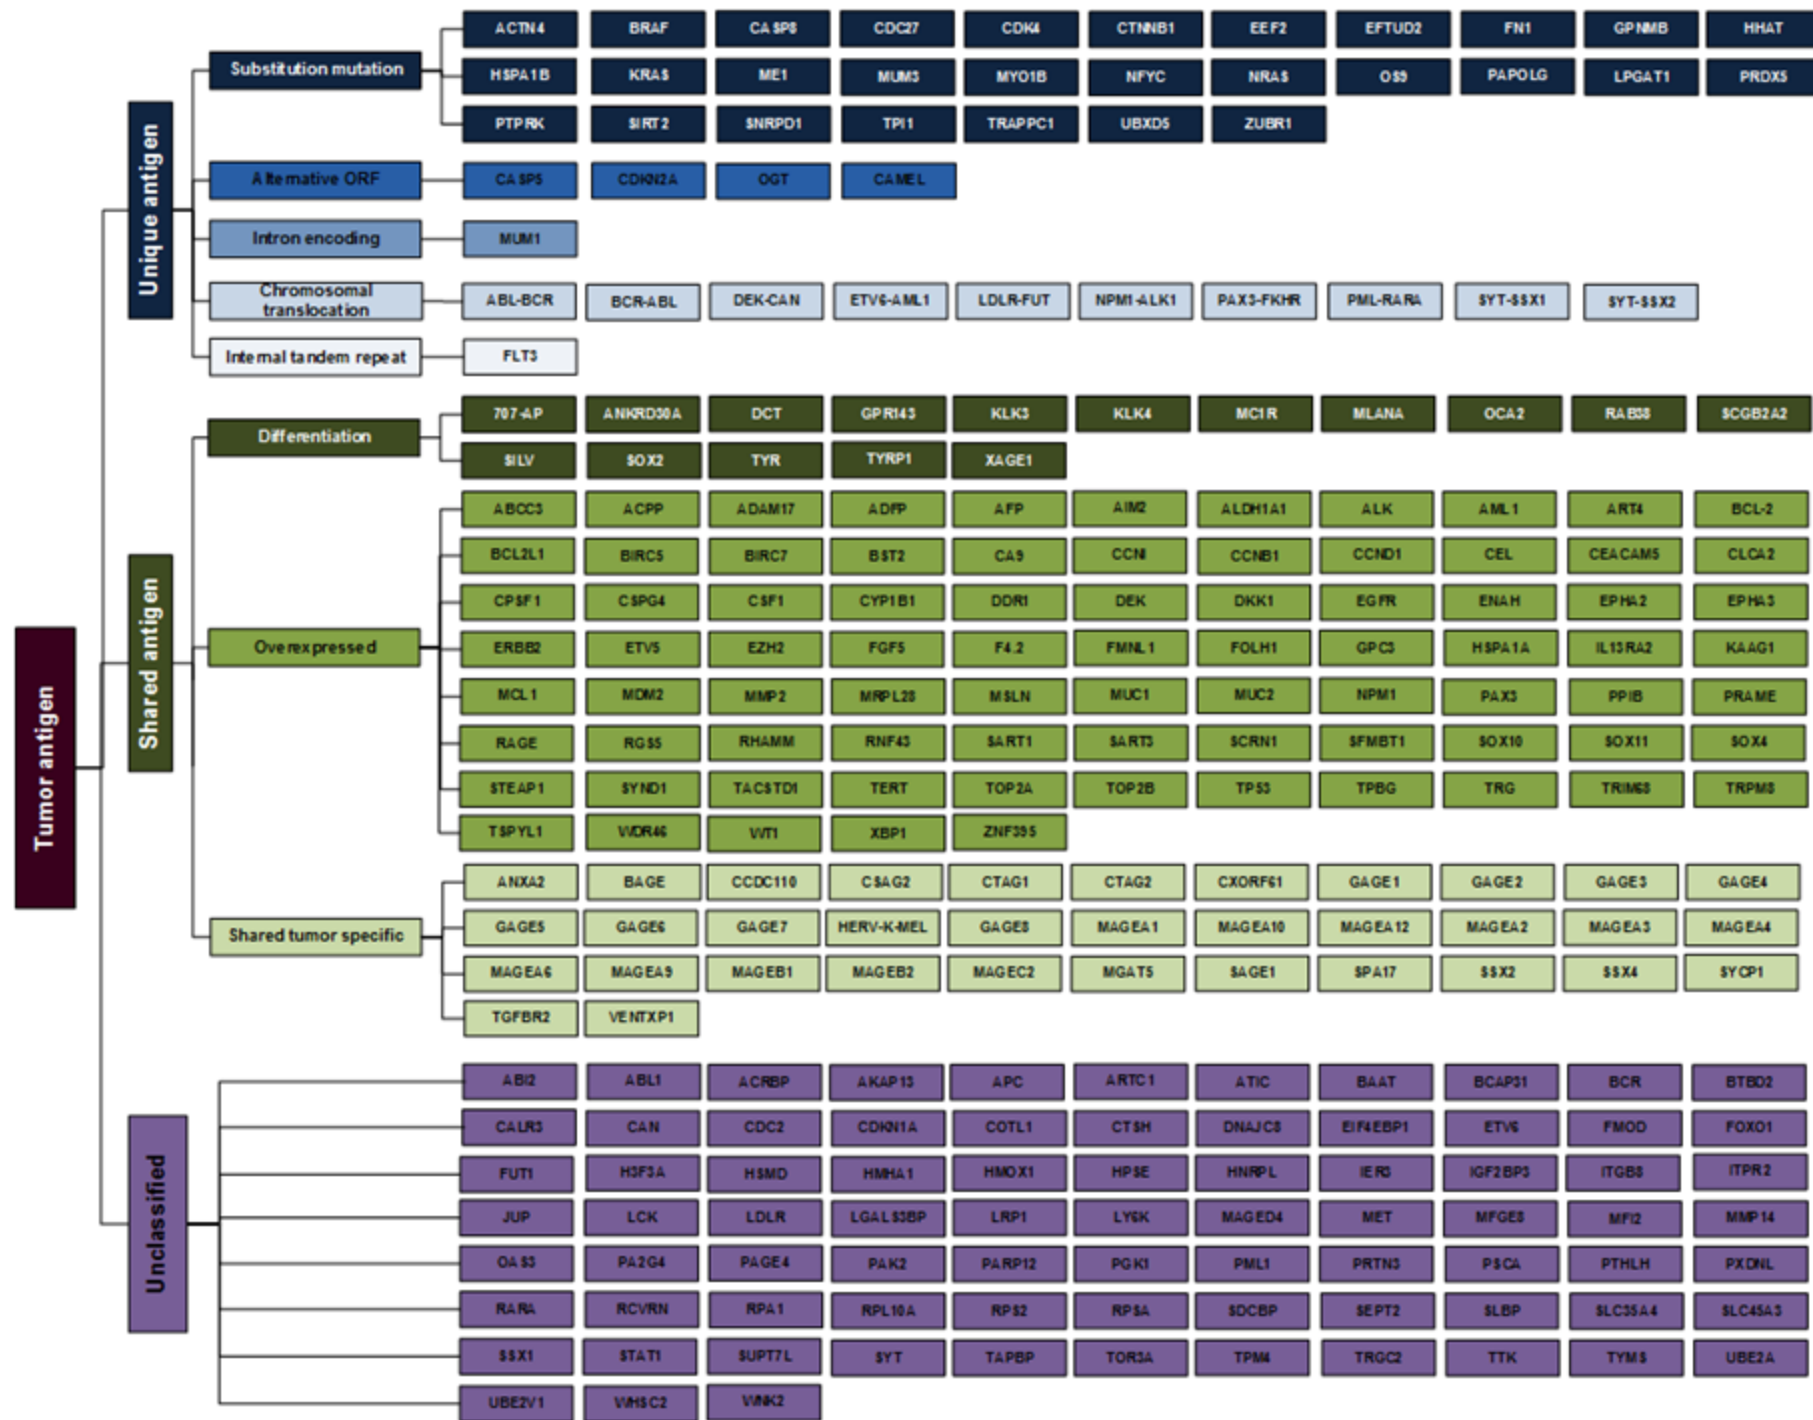 Tumor antigen
Unique antigen
Substitution mutation
ACTN4 BRAF CASP8 CDC27 CDK4 CTNNB1 EEF2 EFTUD2 FN1 GPNMB HHAT
HSPA1B KRAS ME1 MUM3 MYO1B NFYC NRAS OS9 PAPOLG LPGAT1 PRDX5
PTPRK SIRT2 SNRPD1 TPI1 TRAPPC1 UBXD5 ZUBR1
Alternative ORF
CASP5 CDKN2A OGT CAMEL
Intron encoding
MUM1
Chromosomal
translocation
ABL-BCR BCR-ABL DEK-CAN ETV6-AML1 LDLR-FUT NPM1-ALK1 PAX3-FKHR PML-RARA SYT-SSX1 SYT-SSX2
Internal tandem repeat
FLT3
Shared antigen
Differentiation
707-AP ANKRD30A DCT GPR143 KLK3 KLK4 MC1R MLANA OCA2 RAB38 SCGB2A2
SILV SOX2 TYR TYRP1 XAGE1
Overexpressed
ABCC3 ACPP ADAM17 ADFP AFP AIM2 ALDH1A1 ALK AML1 ART4 BCL-2
BCL2L1 BIRC5 BIRC7 BST2 CA9 CCNI CCNB1 CCND1 CEL CEACAM5 CLCA2
CPSF1 CSPG4 CSF1 CYP1B1 DDR1 DEK DKK1 EGFR ENAH EPHA2 EPHA3
ERBB2 ETV5 EZH2 FGF5 F4.2 FMNL1 FOLH1 GPC3 HSPA1A IL13RA2 KAAG1
MCL1 MDM2 MMP2 MRPL28 MSLN MUC1 MUC2 NPM1 PAX3 PPIB PRAME
RAGE RGS5 RHAMM RNF43 SART1 SART3 SCRN1 SFMBT1 SOX10 SOX11 SOX4
STEAP1 SYND1 TACSTD1 TERT TOP2A TOP2B TP53 TPBG TRG TRIM68 TRPM8
TSPYL1 WDR46 WT1 XBP1 ZNF395
Shared tumor specific
ANXA2 BAGE CCDC110 CSAG2 CTAG1 CTAG2 CXORF61 GAGE1 GAGE2 GAGE3 GAGE4
GAGE5 GAGE6 GAGE7 HERV-K-MEL GAGE8 MAGEA1 MAGEA10 MAGEA12 MAGEA2 MAGEA3 MAGEA4
MAGEA6 MAGEA9 MAGEB1 MAGEB2 MAGEC2 MGAT5 SAGE1 SPA17 SSX2 SSX4 SYCP1
TGFBR2 VENTXP1
Unclassified
ABI2 ABL1 ACRBP AKAP13 APC ARTC1 ATIC BAAT BCAP31 BCR BTBD2
CALR3 CAN CDC2 CDKN1A COTL1 CTSH DNAJC8 EIF4EBP1 ETV6 FMOD FOXO1
FUT1 H3F3A HSMD HMHA1 HMOX1 HPSE HNRPL IER3 IGF2BP3 ITGB8 ITPR2
JUP LCK LDLR LGALS3BP LRP1 LY6K MAGED4 MET MFGE8 MFI2 MMP14
OAS3 PA2G4 PAGE4 PAK2 PARP12 PGK1 PML1 PRTN3 PSCA PTHLH PXDNL
RARA RCVRN RPA1 RPL10A RPS2 RPSA SDCBP SEPT2 SLBP SLC35A4 SLC45A3
SSX1 STAT1 SUPT7L SYT TAPBP TOR3A TPM4 TRGC2 TTK TYMS UBE2A
UBE2V1 WHSC2 WNK2